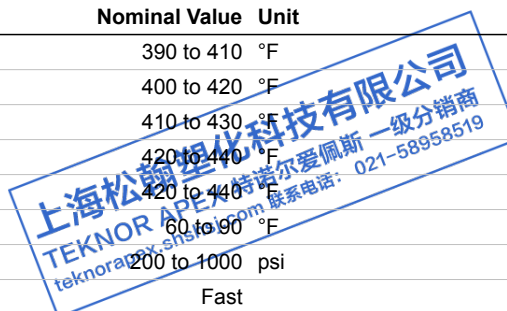 Nominal Value Unit
390 to 410 °F
400 to 420 °F
410 to 430 °F
420 to 440 °F
420 to 440 °F
60 to 90 °F
200 to 1000 psi
Fast
上海松翰塑化科技有限公司
TEKNOR APEX 特诺尔爱佩斯 一级分销商
teknorapex.shshsj.com 联系电话: 021-58958519